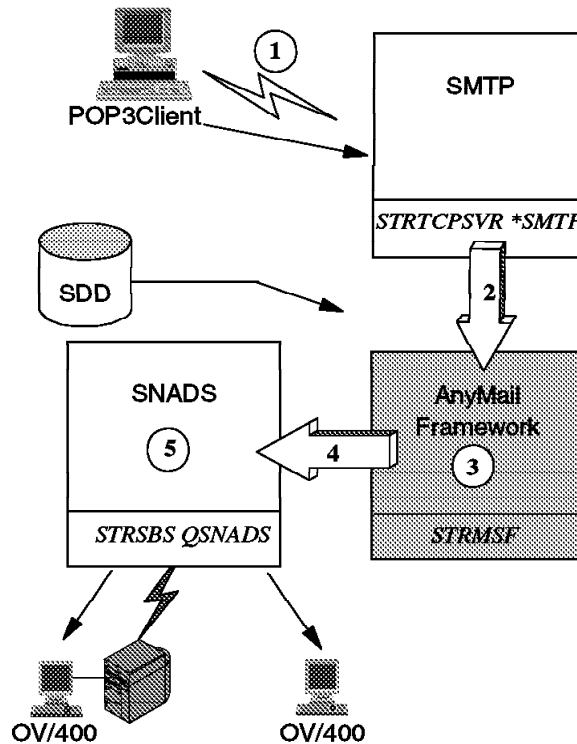 1
SMTP
POP3Client
STRTCPSVR *SMTP
2
SDD
SNADS
AnyMail
Framework
5
4
3
STRSBS QSNADS
STRMSF
OV/400
OV/400